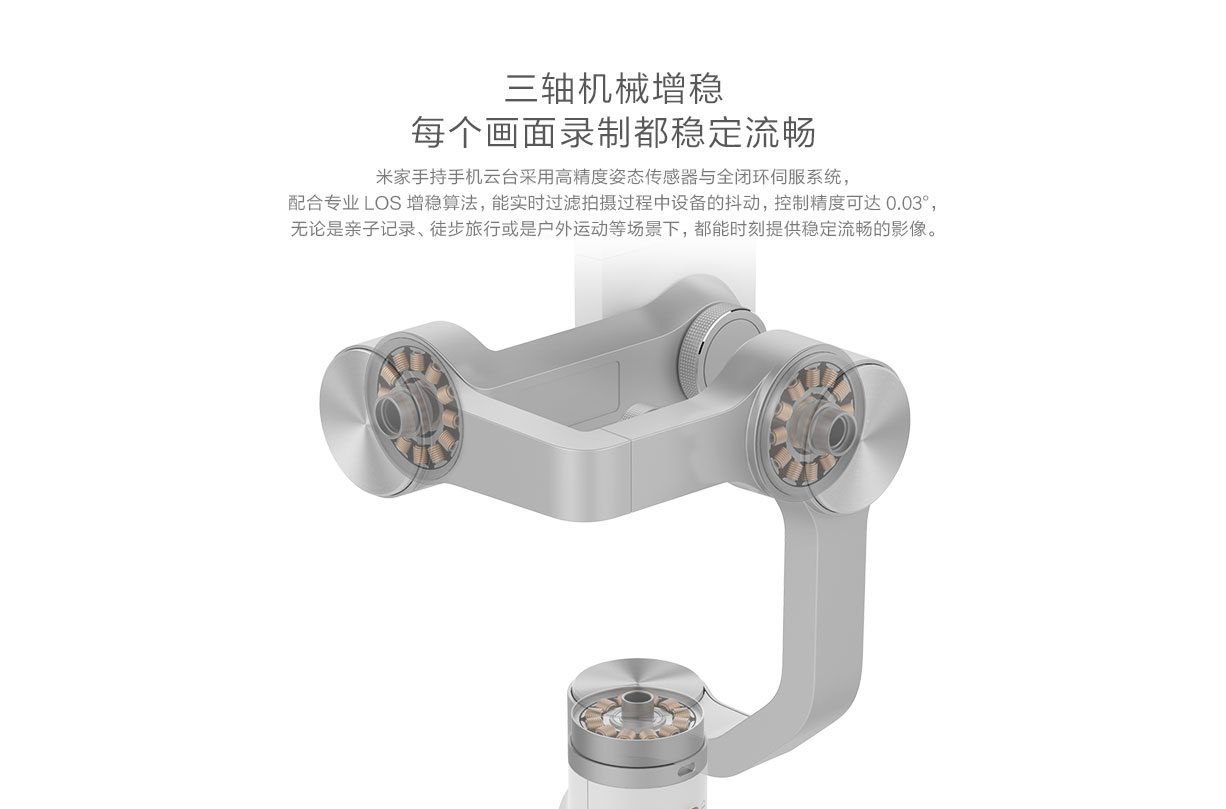 三轴机械增稳
每个画面录制都稳定流畅
米家手持手机云台采用高精度姿态传感器与全闭环伺服系统，
配合专业 LOS 增稳算法，能实时过滤拍摄过程中设备的抖动，控制精度可达 0.03°，
无论是亲子记录、徒步旅行或是户外运动等场景下，都能时刻提供稳定流畅的影像。